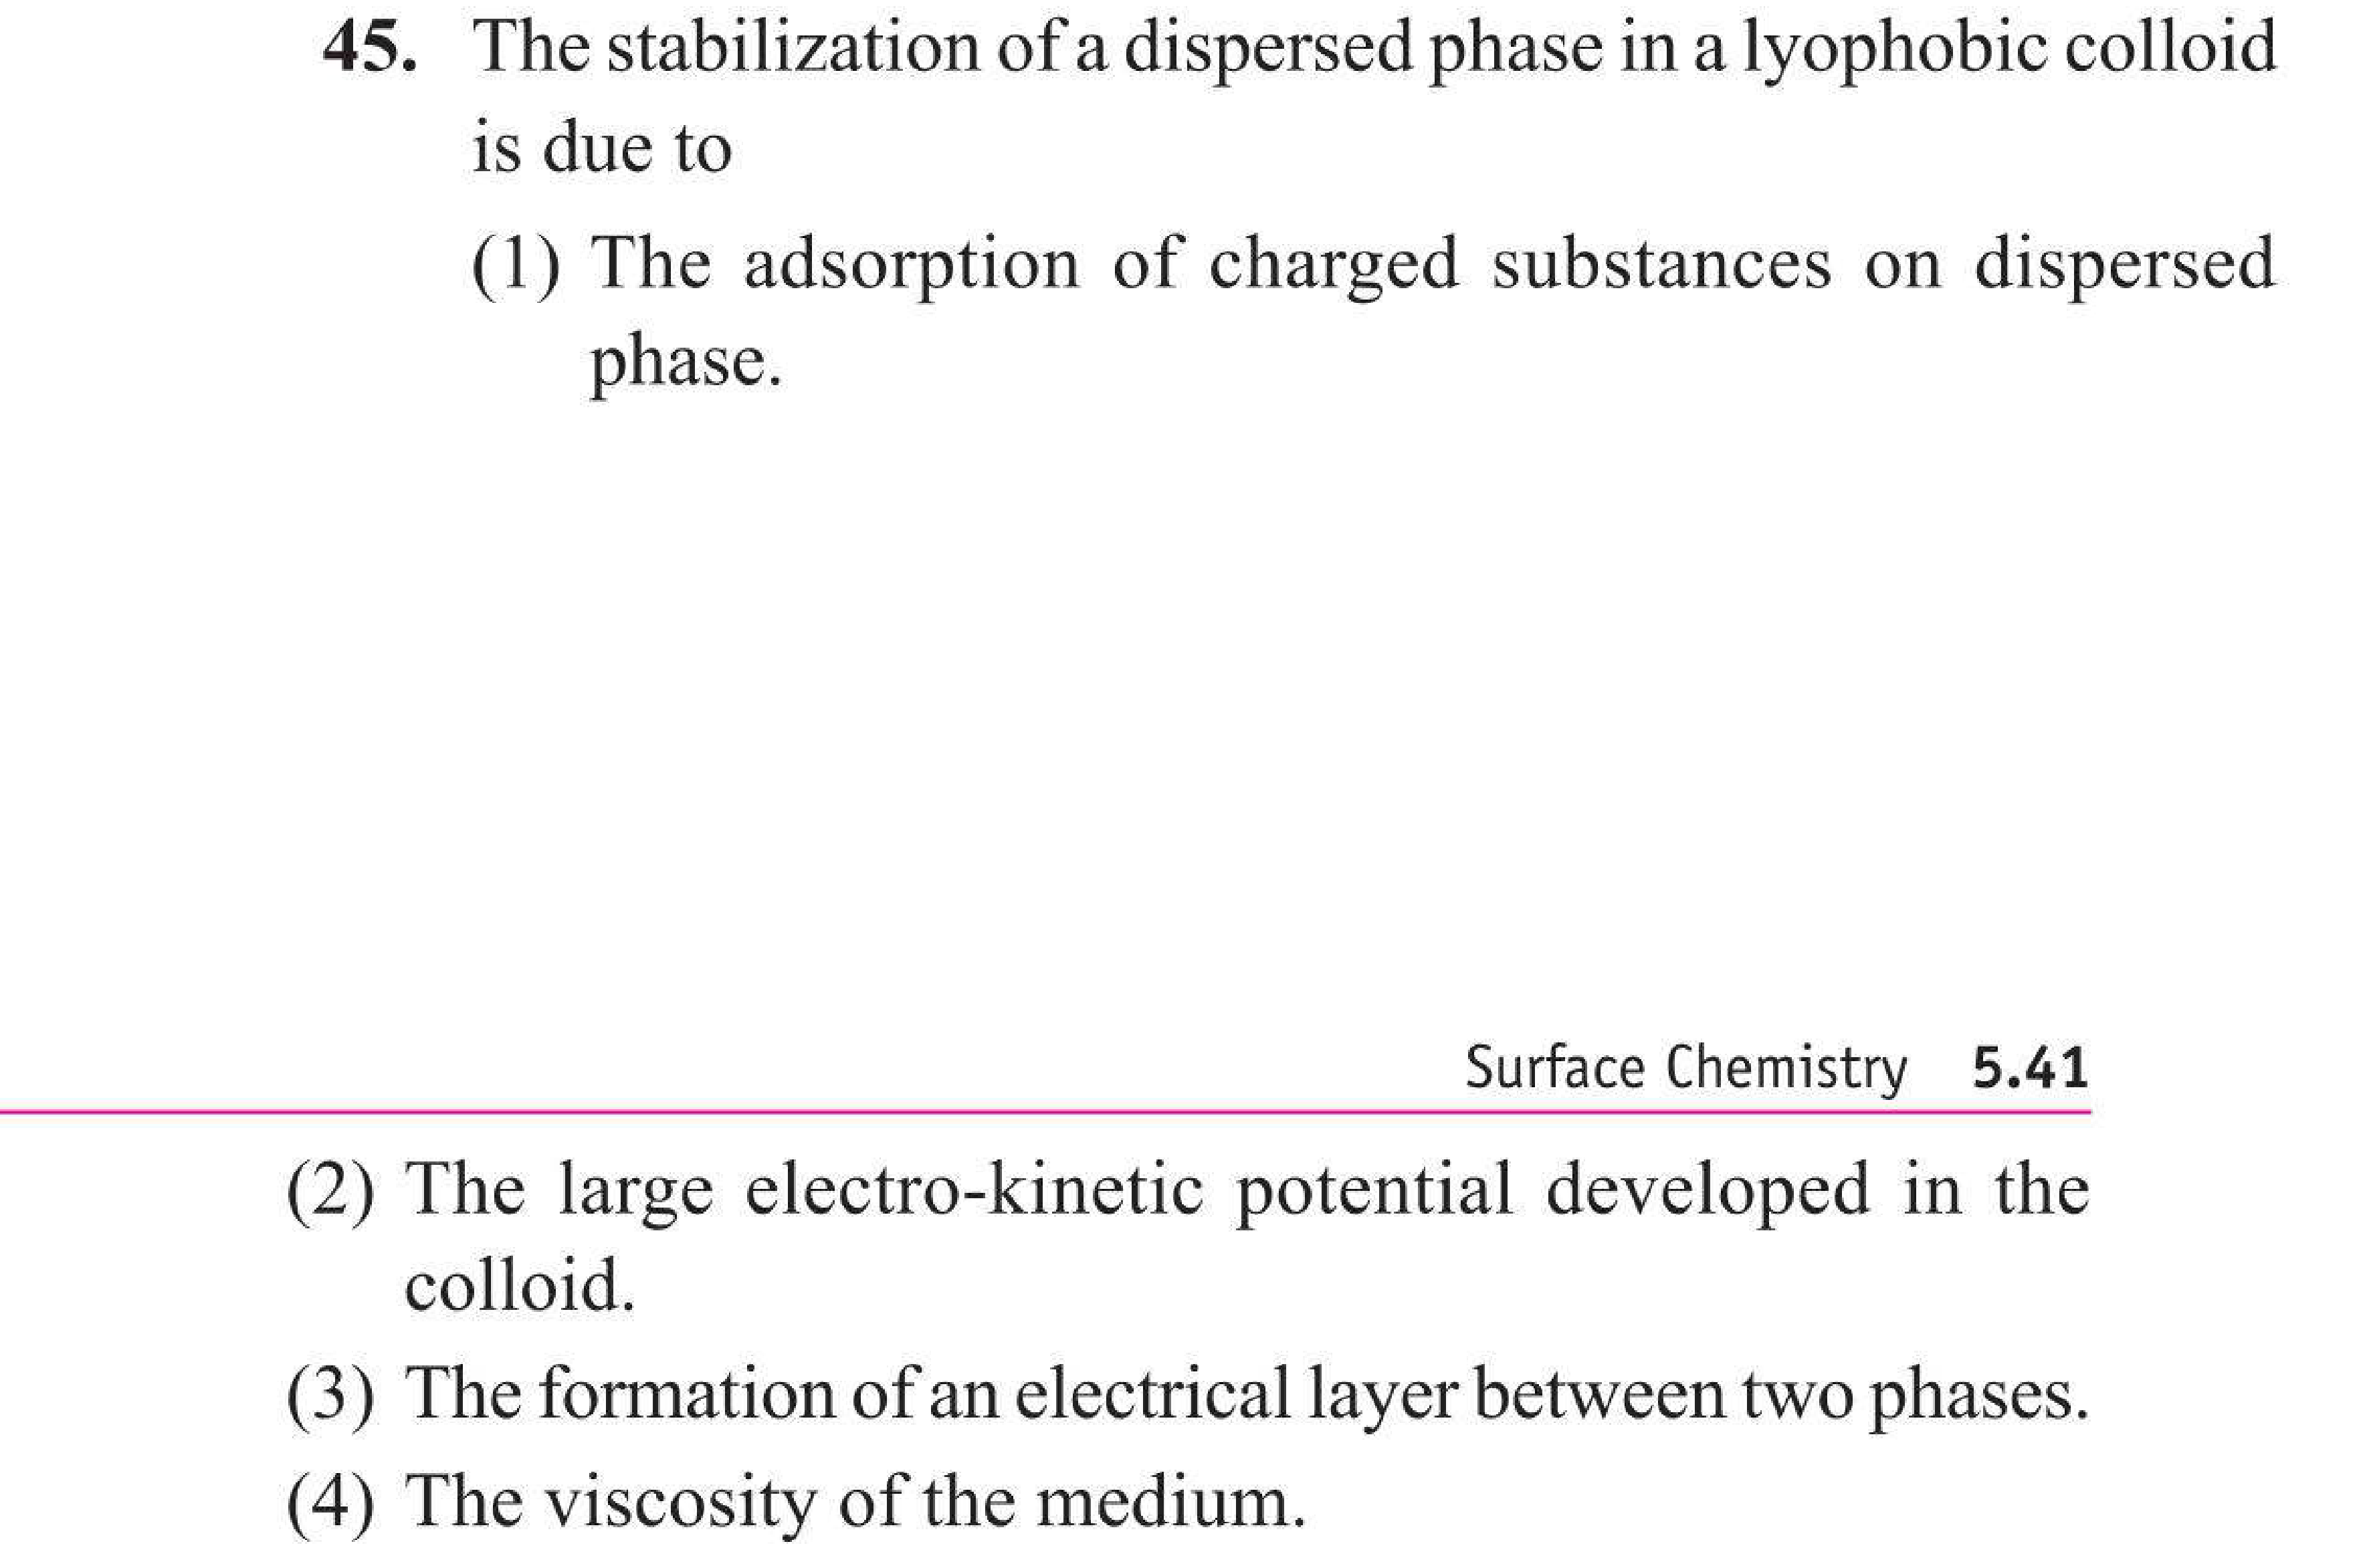 45. The stabilization of a dispersed phase in a lyophobic colloid
is due to
(1) The adsorption of charged substances on dispersed
phase.
Surface Chemistry 5.41
(2) The large electro-kinetic potential developed in the
colloid.
(3) The formation of an electrical layer between two phases.
(4) The viscosity of the medium.